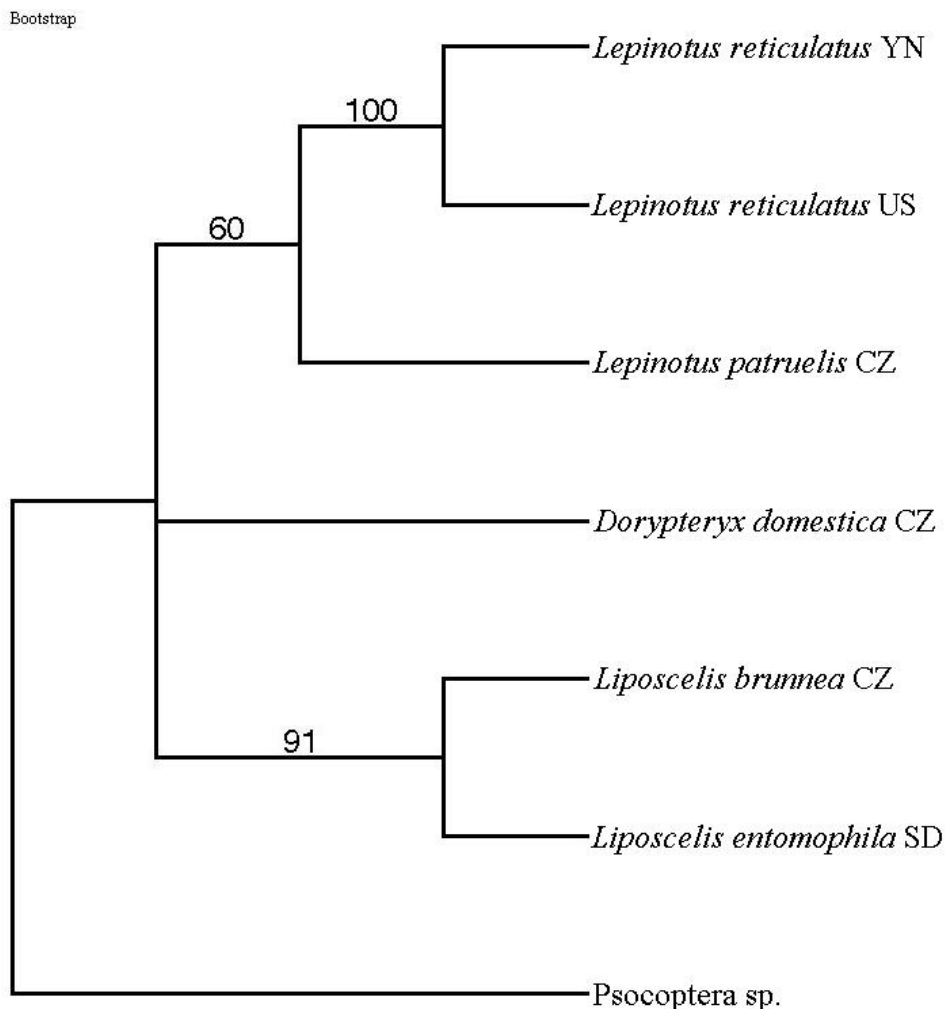 Bootstrap
Lepinotus reticulatus YN
100
Lepinotus reticulatus US
60
Lepinotus patruelis CZ
Dorypteryx domestica CZ
Liposcelis brunnea CZ
91
Liposcelis entomophila SD
Psocoptera sp.